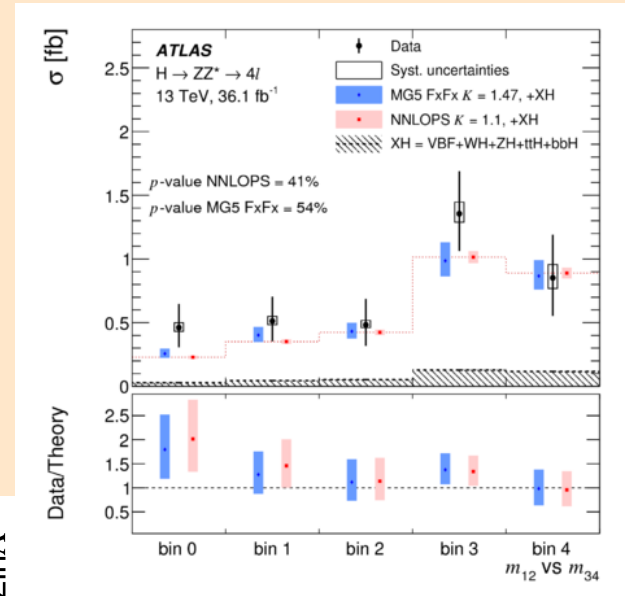 σ [fb]
ATLAS
H → ZZ* → 4l
13 TeV, 36.1 fb⁻¹
Data
Syst. uncertainties
MG5 FxFx K = 1.47, +XH
NNLOPS K = 1.1, +XH
XH = VBF+WH+ZH+ttH+bbH
p-value NNLOPS = 41%
p-value MG5 FxFx = 54%
2.5
2
1.5
1
0.5
0
Data/Theory
2.5
2
1.5
1
0.5
bin 0 bin 1 bin 2 bin 3 bin 4
m₁₂ vs m₃₄